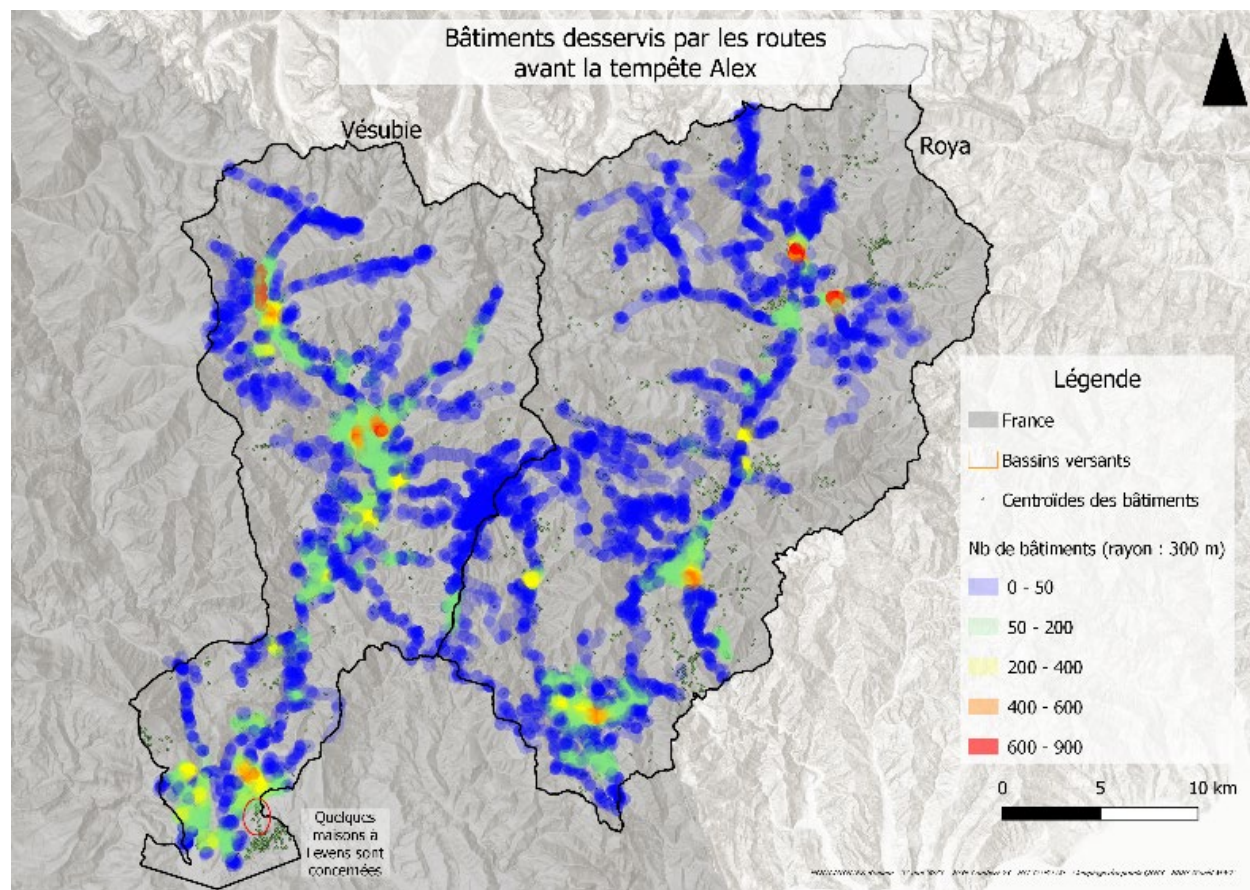 Bâtiments desservis par les routes
avant la tempête Alex
Vésubie
Roya
Légende
France
Bassins versants
Centroïdes des bâtiments
Nb de bâtiments (rayon : 300 m)
0 - 50
50 - 200
200 - 400
400 - 600
600 - 900
0 5 10 km
Quelques
maisons à
Levens sont
concernées